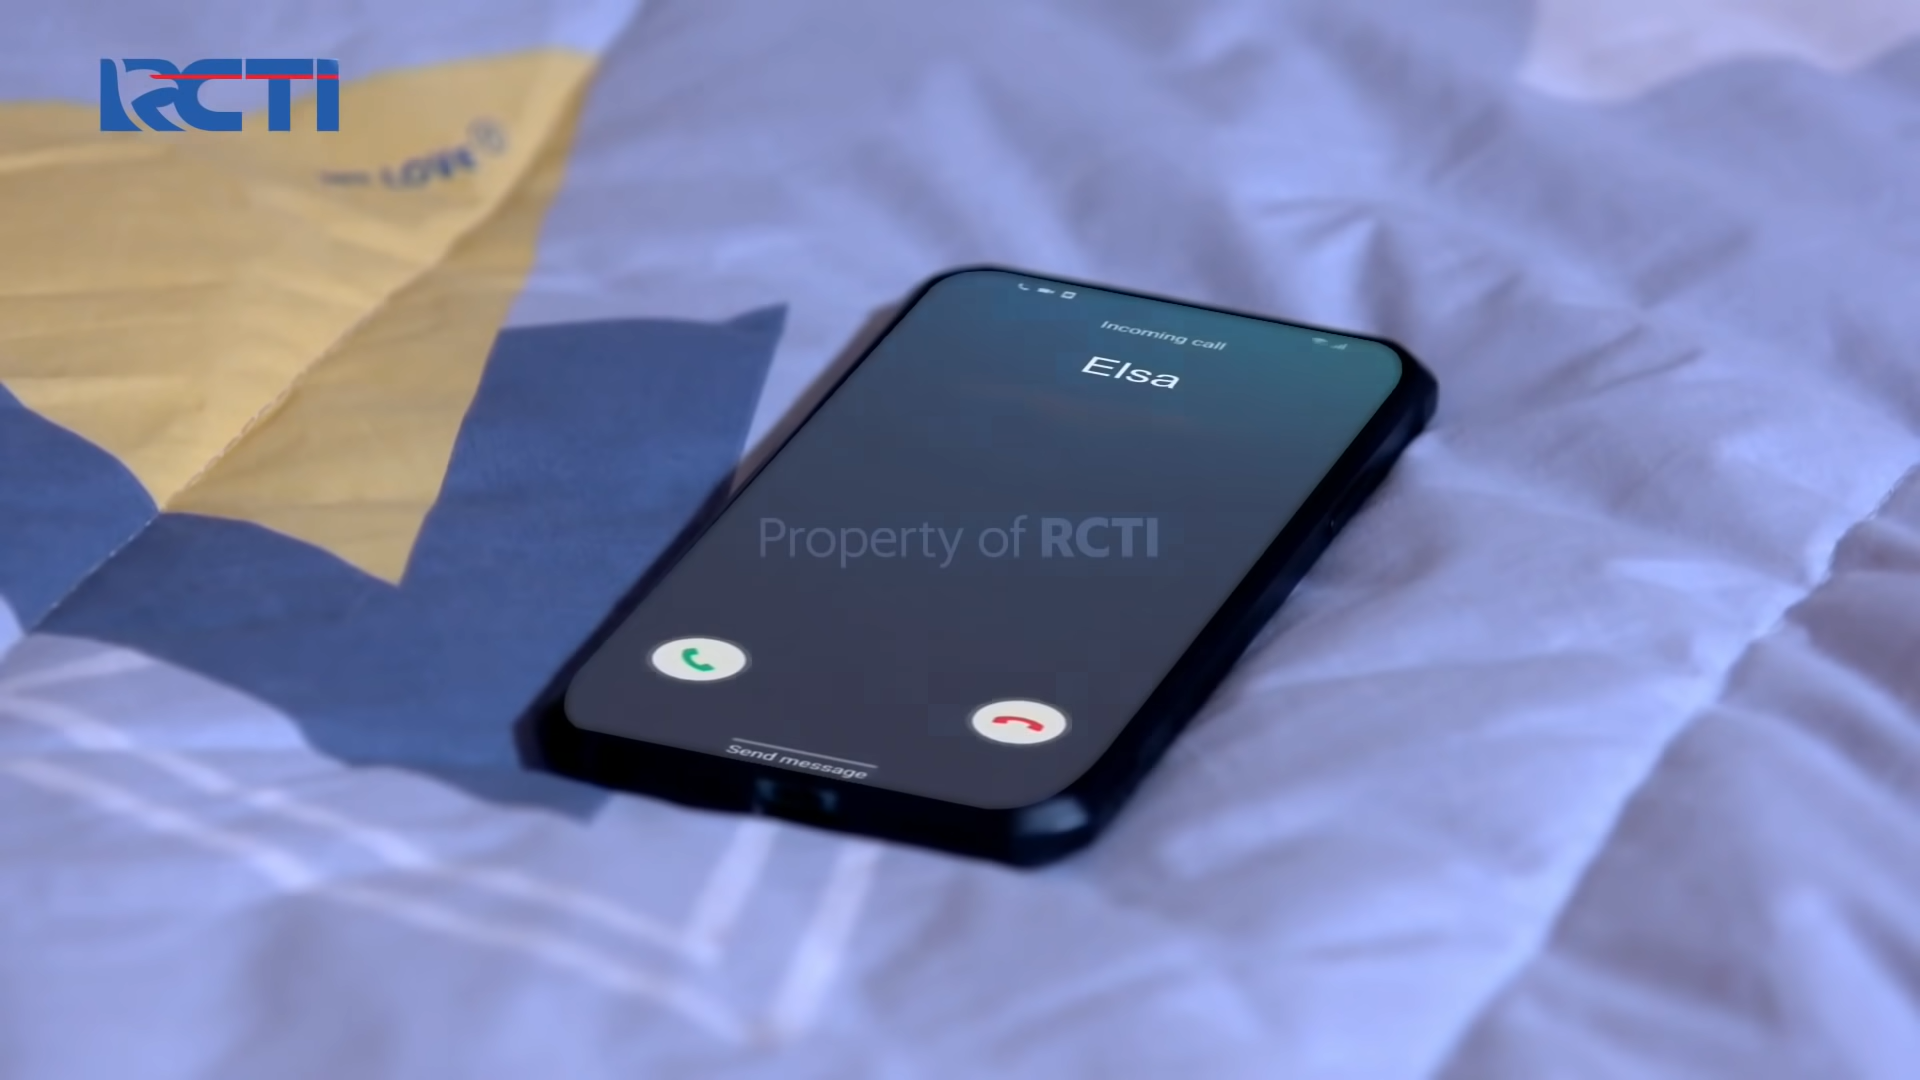 RCTI
Incoming call
Elsa
Property of RCTI
Send message